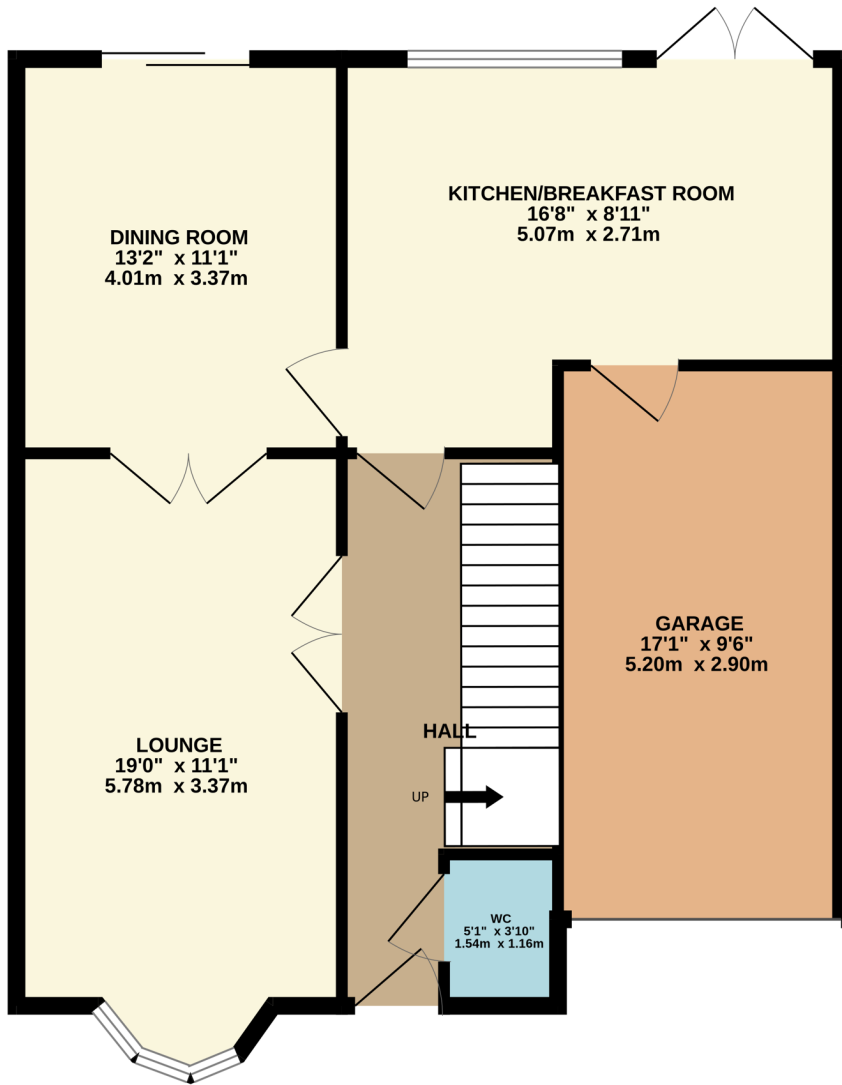 DINING ROOM
13'2" x 11'1"
4.01m x 3.37m
KITCHEN/BREAKFAST ROOM
16'8" x 8'11"
5.07m x 2.71m
LOUNGE
19'0" x 11'1"
5.78m x 3.37m
HALL
UP
GARAGE
17'1" x 9'6"
5.20m x 2.90m
WC
5'1" x 3'10"
1.54m x 1.16m